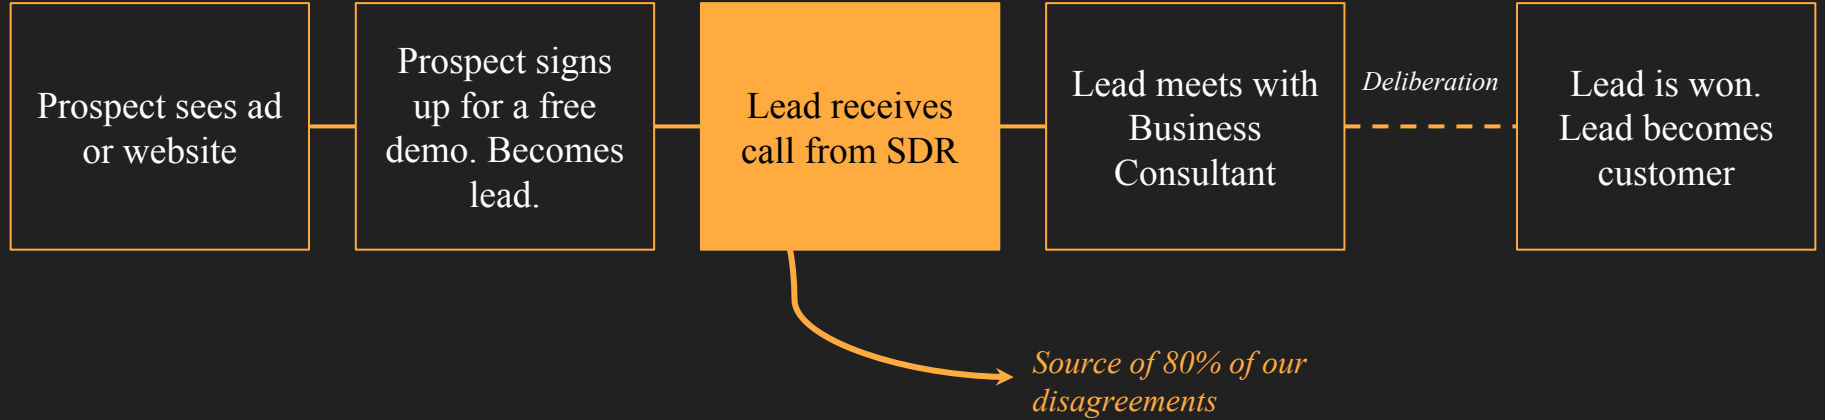 Prospect sees ad
or website
Prospect signs
up for a free
demo. Becomes
lead.
Lead receives
call from SDR
Lead meets with
Business
Consultant
Deliberation
Lead is won.
Lead becomes
customer
Source of 80% of our
disagreements